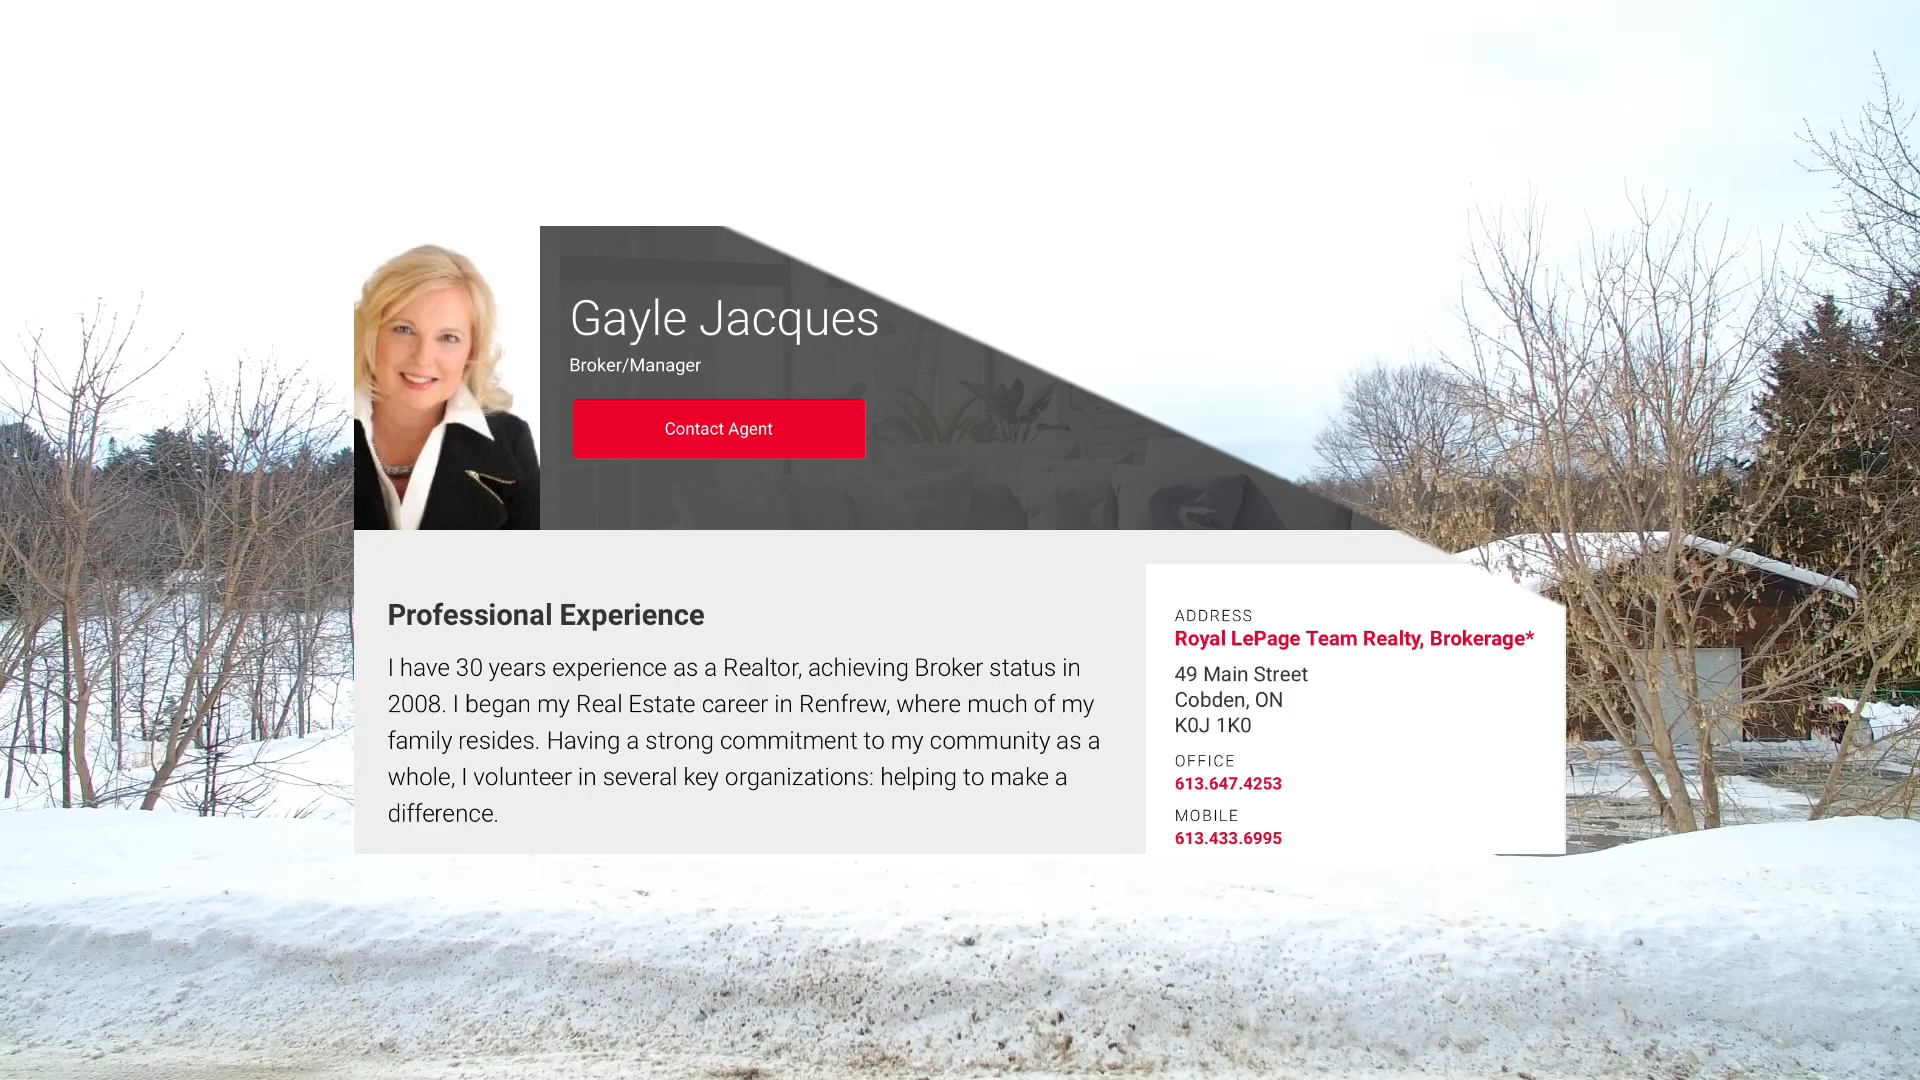 Gayle Jacques
Broker/Manager
Contact Agent
Professional Experience
I have 30 years experience as a Realtor, achieving Broker status in
2008. I began my Real Estate career in Renfrew, where much of my
family resides. Having a strong commitment to my community as a
whole, I volunteer in several key organizations: helping to make a
difference.
ADDRESS
Royal LePage Team Realty, Brokerage*
49 Main Street
Cobden, ON
K0J 1K0
OFFICE
613.647.4253
MOBILE
613.433.6995